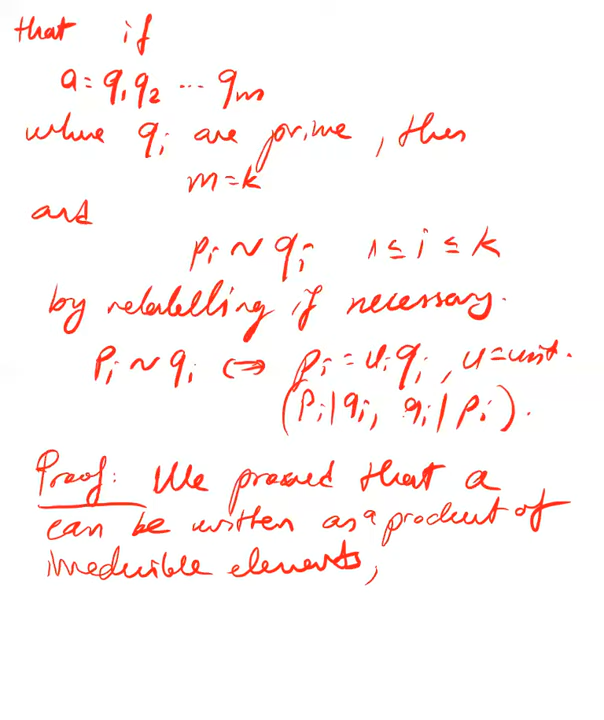 that if
a = q₁q₂ ... qₘ
where qᵢ are prime, then
m=k
and
pᵢ ~ qᵢ 1 ≤ i ≤ k
by relabelling if necessary.
pᵢ ~ qᵢ ⇔ pᵢ = uᵢqᵢ, u=unit.
(pᵢ|qᵢ, qᵢ|pᵢ).
Proof: We proved that a
can be written as a product of
irreducible elements,